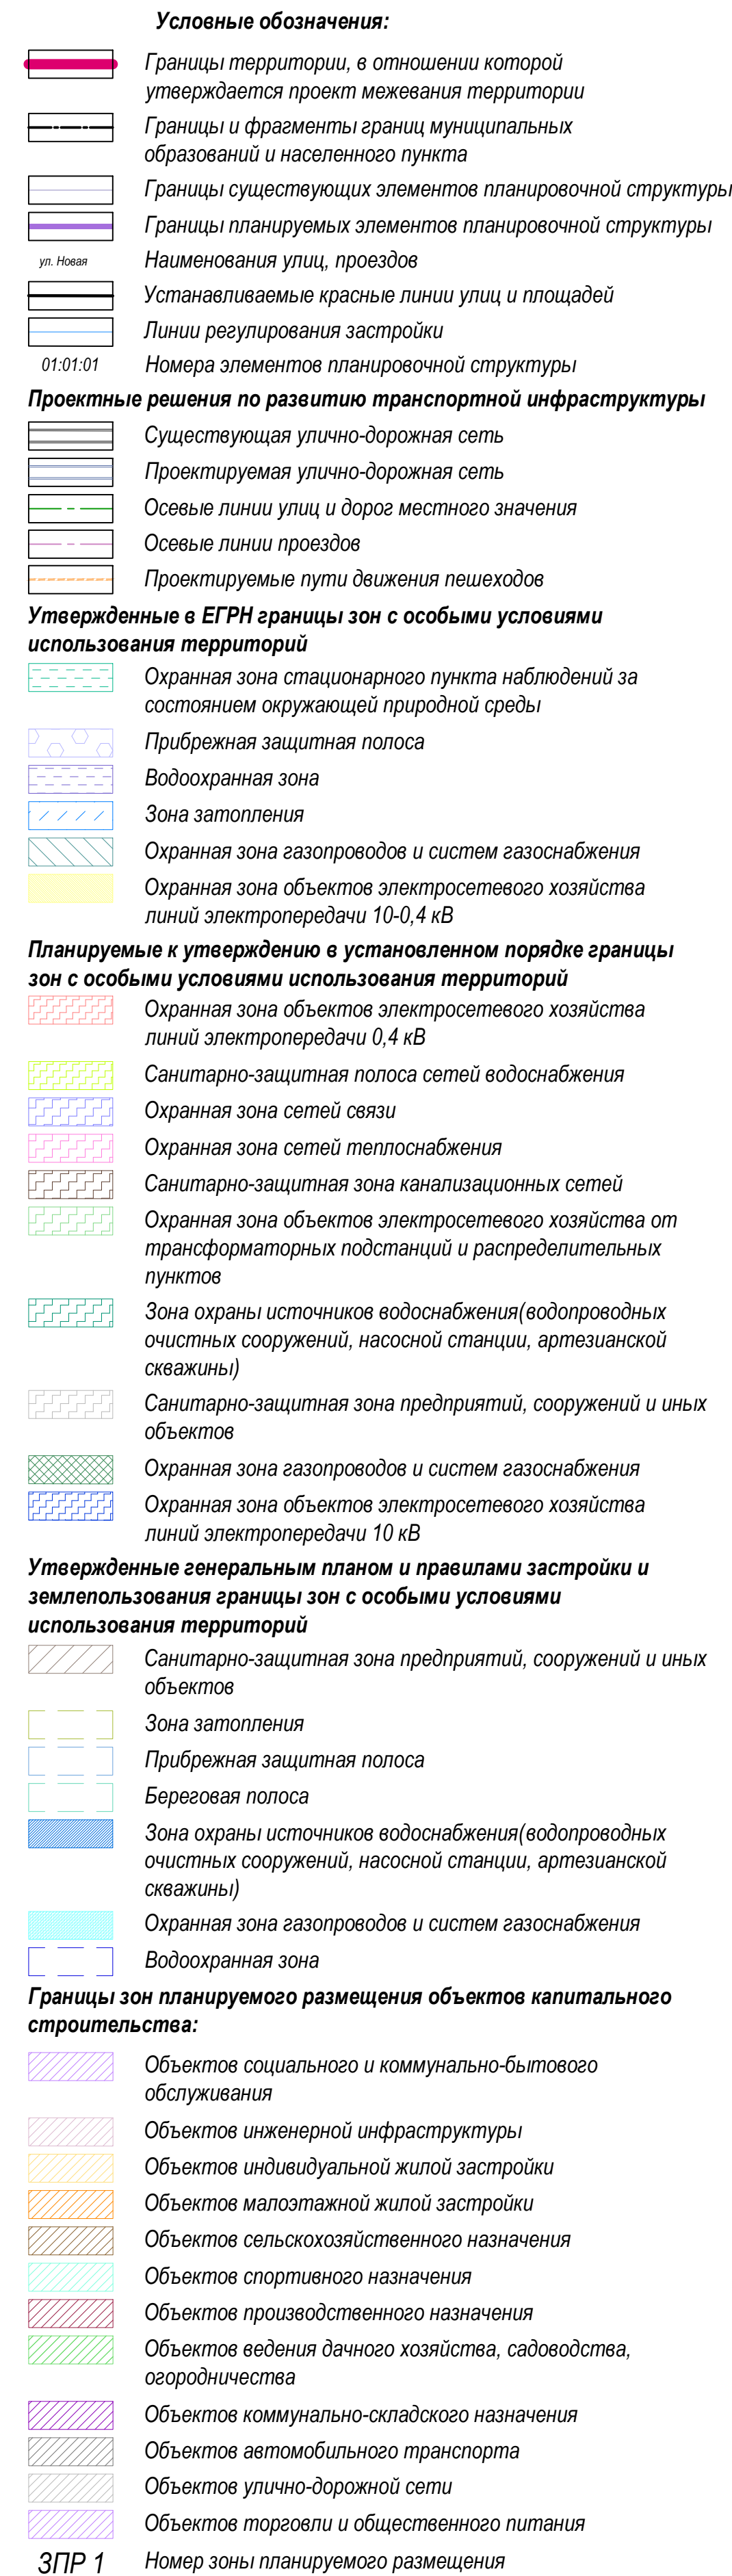 Условные обозначения:
Границы территории, в отношении которой
утверждается проект межевания территории
Границы и фрагменты границ муниципальных
образований и населенного пункта
Границы существующих элементов планировочной структуры
Границы планируемых элементов планировочной структуры
ул. Новая Наименования улиц, проездов
Устанавливаемые красные линии улиц и площадей
Линии регулирования застройки
01:01:01 Номера элементов планировочной структуры
Проектные решения по развитию транспортной инфраструктуры
Существующая улично-дорожная сеть
Проектируемая улично-дорожная сеть
Осевые линии улиц и дорог местного значения
Осевые линии проездов
Проектируемые пути движения пешеходов
Утвержденные в ЕГРН границы зон с особыми условиями
использования территорий
Охранная зона стационарного пункта наблюдений за
состоянием окружающей природной среды
Прибрежная защитная полоса
Водоохранная зона
Зона затопления
Охранная зона газопроводов и систем газоснабжения
Охранная зона объектов электросетевого хозяйства
линий электропередачи 10-0,4 кВ
Планируемые к утверждению в установленном порядке границы
зон с особыми условиями использования территорий
Охранная зона объектов электросетевого хозяйства
линий электропередачи 0,4 кВ
Санитарно-защитная полоса сетей водоснабжения
Охранная зона сетей связи
Охранная зона сетей теплоснабжения
Санитарно-защитная зона канализационных сетей
Охранная зона объектов электросетевого хозяйства от
трансформаторных подстанций и распределительных
пунктов
Зона охраны источников водоснабжения(водопроводных
очистных сооружений, насосной станции, артезианской
скважины)
Санитарно-защитная зона предприятий, сооружений и иных
объектов
Охранная зона газопроводов и систем газоснабжения
Охранная зона объектов электросетевого хозяйства
линий электропередачи 10 кВ
Утвержденные генеральным планом и правилами застройки и
землепользования границы зон с особыми условиями
использования территорий
Санитарно-защитная зона предприятий, сооружений и иных
объектов
Зона затопления
Прибрежная защитная полоса
Береговая полоса
Зона охраны источников водоснабжения(водопроводных
очистных сооружений, насосной станции, артезианской
скважины)
Охранная зона газопроводов и систем газоснабжения
Водоохранная зона
Границы зон планируемого размещения объектов капитального
строительства:
Объектов социального и коммунально-бытового
обслуживания
Объектов инженерной инфраструктуры
Объектов индивидуальной жилой застройки
Объектов малоэтажной жилой застройки
Объектов сельскохозяйственного назначения
Объектов спортивного назначения
Объектов производственного назначения
Объектов ведения дачного хозяйства, садоводства,
огородничества
Объектов коммунально-складского назначения
Объектов автомобильного транспорта
Объектов улично-дорожной сети
Объектов торговли и общественного питания
ЗПР 1 Номер зоны планируемого размещения